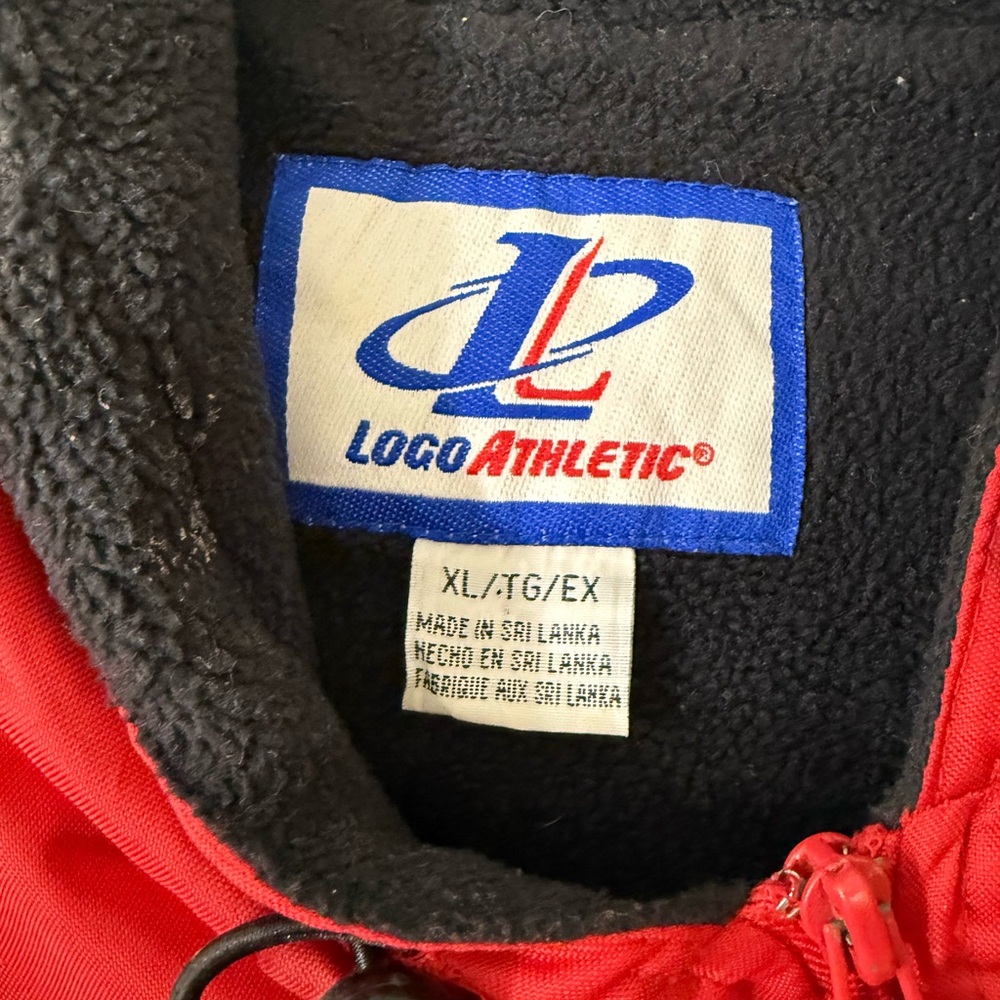 LOGO ATHLETIC®
XL/TG/EX
MADE IN SRI LANKA
HECHO EN SRI LANKA
FABRIQUE AUX SRI LANKA